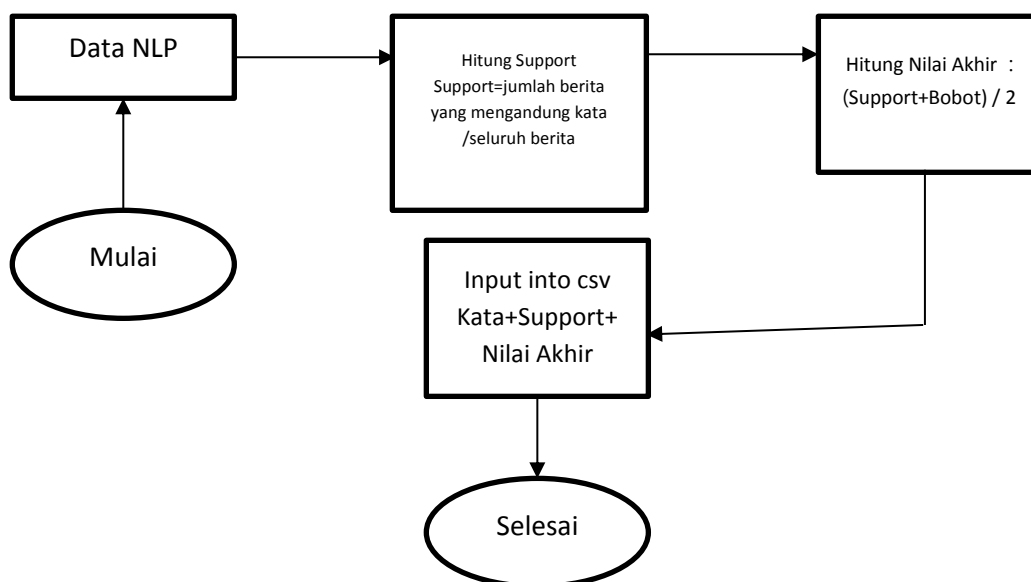 Data NLP
Hitung Support
Support=jumlah berita
yang mengandung kata
/seluruh berita
Hitung Nilai Akhir :
(Support+Bobot) / 2
Mulai
Input into csv
Kata+Support+
Nilai Akhir
Selesai